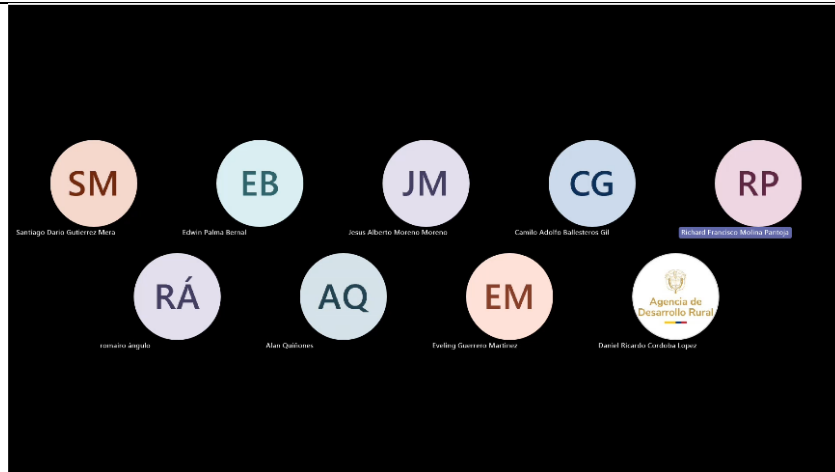 SM EB JM CG RP
Santiago Dario Gutierrez Mera Edwin Palma Bernal Jesus Alberto Moreno Moreno Camilo Adolfo Ballesteros Gil Richard Francisco Molina Pantoja
RÁ AQ EM Agencia de
Desarrollo Rural
romairo ángulo Alan Quiñones Eveling Guerrero Martinez Daniel Ricardo Cordoba Lopez